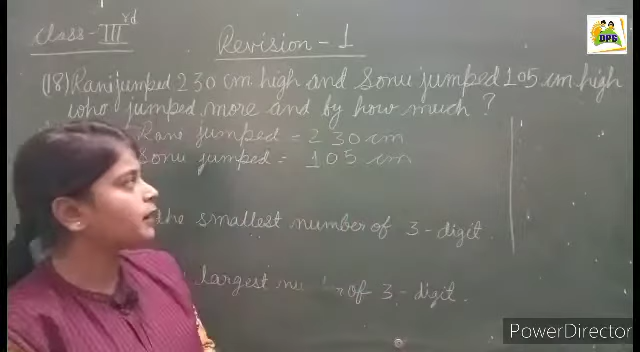 Class - IIIrd
Revision - 1
DPG
(18) Rani jumped 230 cm high and Sonu jumped 105 cm high
who jumped more and by how much ?
Rani jumped = 230 cm
Sonu jumped = 105 cm
the smallest number of 3-digit.
largest of 3-digit.
PowerDirector